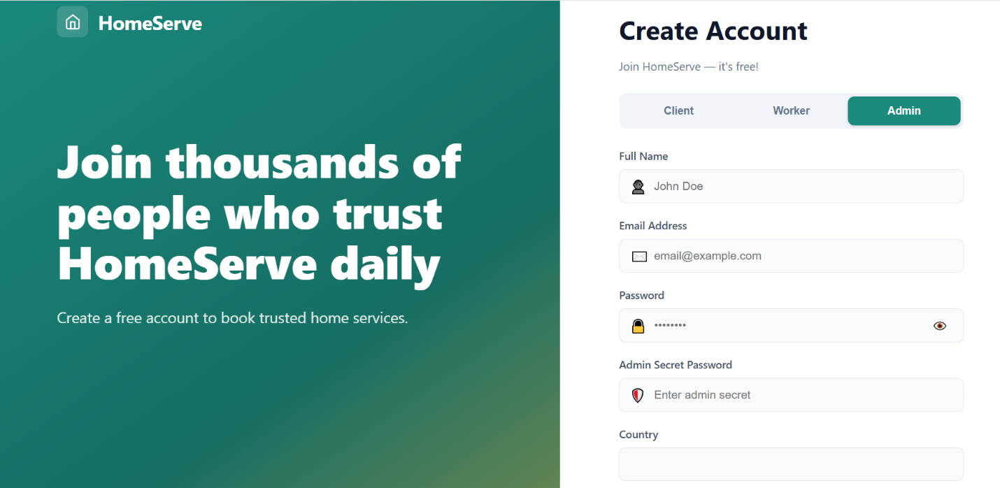 HomeServe
Join thousands of
people who trust
HomeServe daily
Create a free account to book trusted home services.
Create Account
Join HomeServe — it's free!
Client
Worker
Admin
Full Name
John Doe
Email Address
email@example.com
Password
••••••••
Admin Secret Password
Enter admin secret
Country